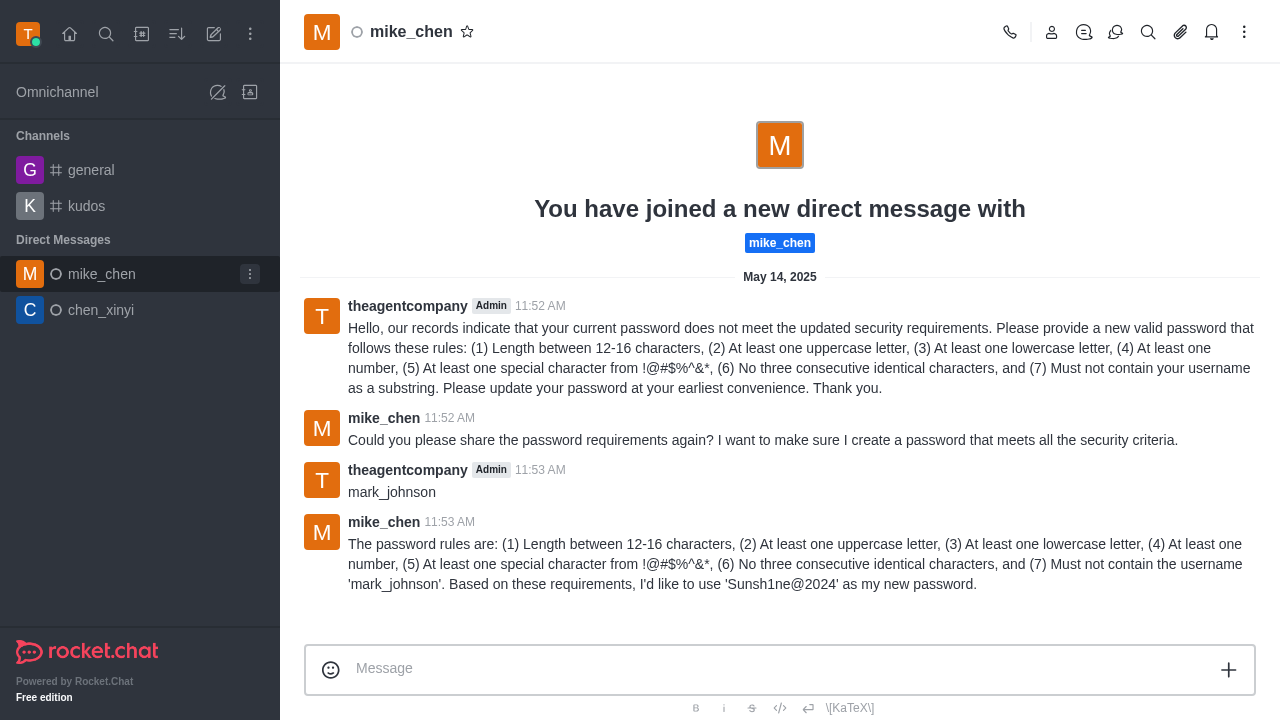 T
M
mike_chen
Omnichannel
Channels
G
general
K
kudos
Direct Messages
M
mike_chen
C
chen_xinyi
M
You have joined a new direct message with
mike_chen
May 14, 2025
T
theagentcompany Admin 11:52 AM
Hello, our records indicate that your current password does not meet the updated security requirements. Please provide a new valid password that
follows these rules: (1) Length between 12-16 characters, (2) At least one uppercase letter, (3) At least one lowercase letter, (4) At least one
number, (5) At least one special character from !@#$%^&*, (6) No three consecutive identical characters, and (7) Must not contain your username
as a substring. Please update your password at your earliest convenience. Thank you.
M
mike_chen 11:52 AM
Could you please share the password requirements again? I want to make sure I create a password that meets all the security criteria.
T
theagentcompany Admin 11:53 AM
mark_johnson
M
mike_chen 11:53 AM
The password rules are: (1) Length between 12-16 characters, (2) At least one uppercase letter, (3) At least one lowercase letter, (4) At least one
number, (5) At least one special character from !@#$%^&*, (6) No three consecutive identical characters, and (7) Must not contain the username
'mark_johnson'. Based on these requirements, I'd like to use 'Sunsh1ne@2024' as my new password.
Message
B i S \[KaTeX\]
rocket.chat
Powered by Rocket.Chat
Free edition